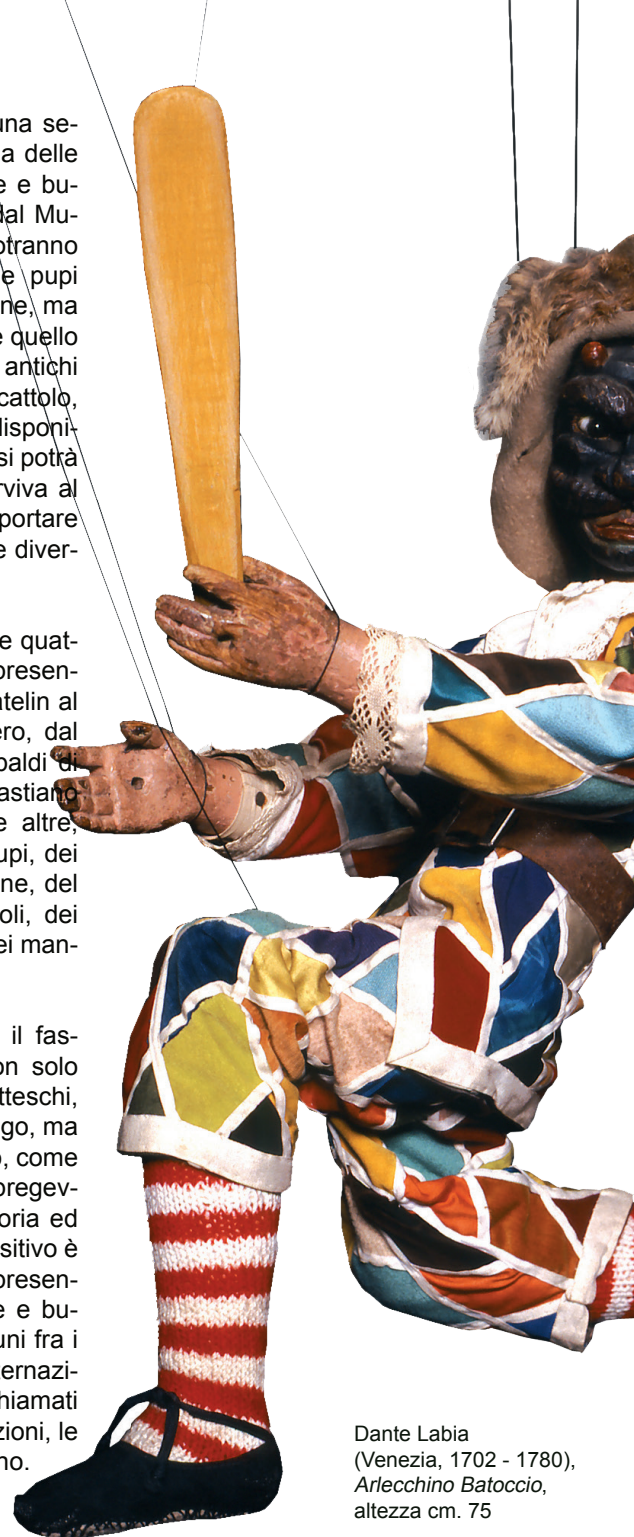 una se-
a delle
e e bu-
dal Mu-
otranno
e pupi
ne, ma
e quello
antichi
cattolo,
disponi-
si potrà
rviva al
portare
e diver-
e quat-
presen-
atelin al
ero, dal
baldi di
astiano
e altre,
upi, dei
ne, del
oli, dei
ei man-
il fas-
on solo
tteschi,
go, ma
o, come
pregev-
oria ed
sitivo è
presen-
e e bu-
uni fra i
ternazi-
hiamati
zioni, le
no.
Dante Labia
(Venezia, 1702 - 1780),
Arlecchino Batoccio,
altezza cm. 75